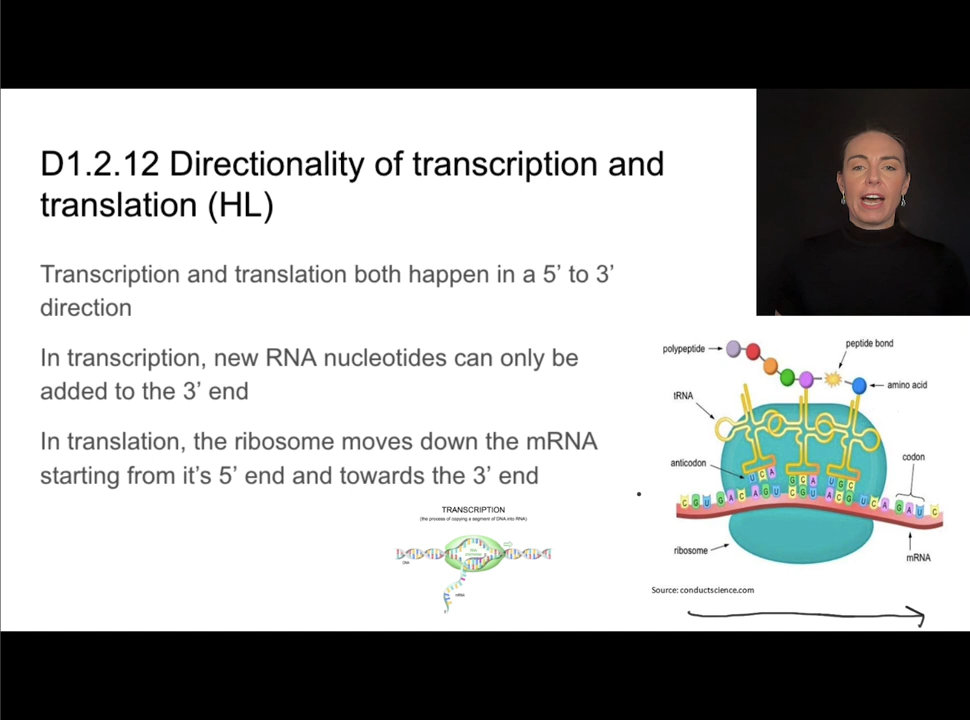 D1.2.12 Directionality of transcription and
translation (HL)
Transcription and translation both happen in a 5’ to 3’
direction
In transcription, new RNA nucleotides can only be
added to the 3’ end
In translation, the ribosome moves down the mRNA
starting from it’s 5’ end and towards the 3’ end
TRANSCRIPTION
(the process of copying a segment of DNA into RNA)
DNA
mRNA
peptide bond
polypeptide
amino acid
tRNA
codon
anticodon
U C A
G C A U G C
C G U G A C A G U C G U A C G U C A G A U C
ribosome
mRNA
Source: conductscience.com